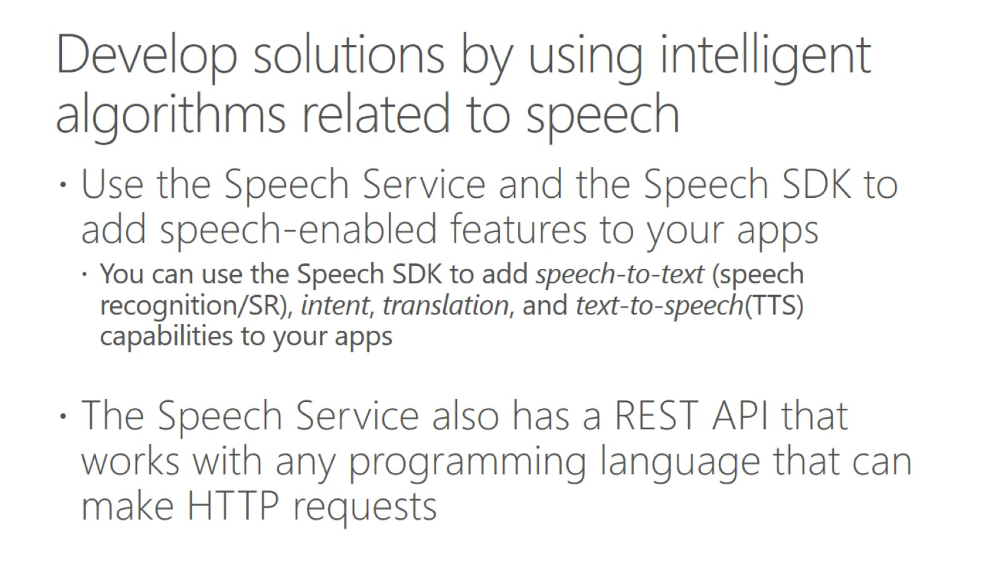 Develop solutions by using intelligent
algorithms related to speech
· Use the Speech Service and the Speech SDK to
add speech-enabled features to your apps
· You can use the Speech SDK to add speech-to-text (speech
recognition/SR), intent, translation, and text-to-speech(TTS)
capabilities to your apps
· The Speech Service also has a REST API that
works with any programming language that can
make HTTP requests